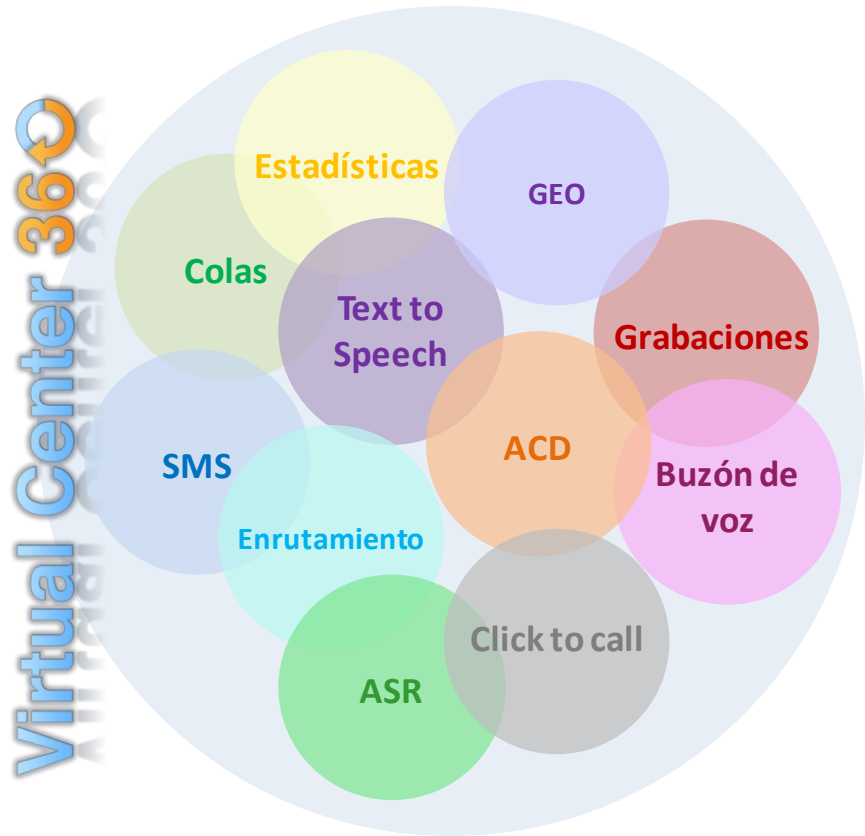 Virtual Center 360
Estadísticas
GEO
Colas
Text to
Speech
Grabaciones
ACD
SMS
Buzón de
voz
Enrutamiento
Click to call
ASR